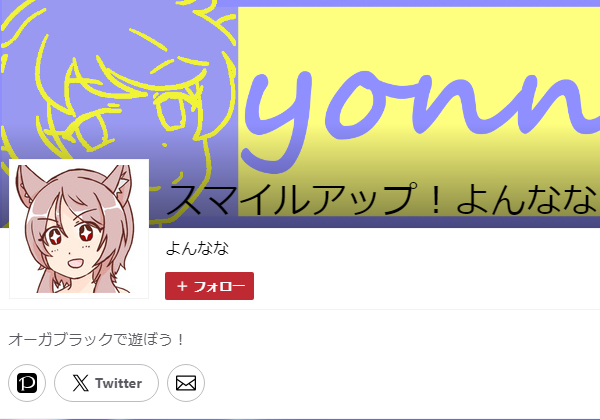 yonn
スマイルアップ！よんなな
よんなな
+ フォロー
オーガブラックで遊ぼう！
Twitter